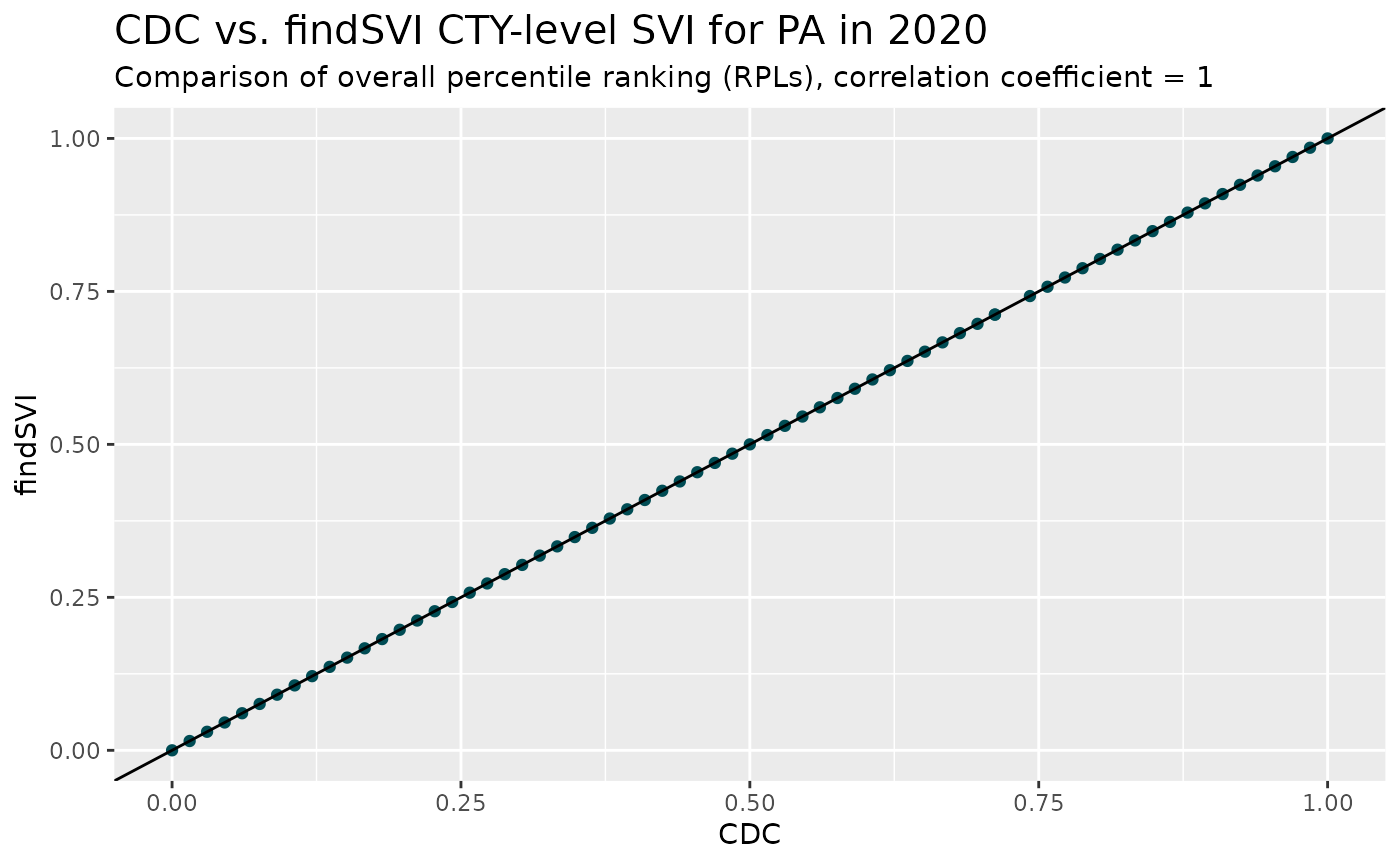 CDC vs. findSVI CTY-level SVI for PA in 2020
Comparison of overall percentile ranking (RPLs), correlation coefficient = 1
1.00
0.75
0.50
0.25
0.00
findSVI
0.00
0.25
0.50
0.75
1.00
CDC